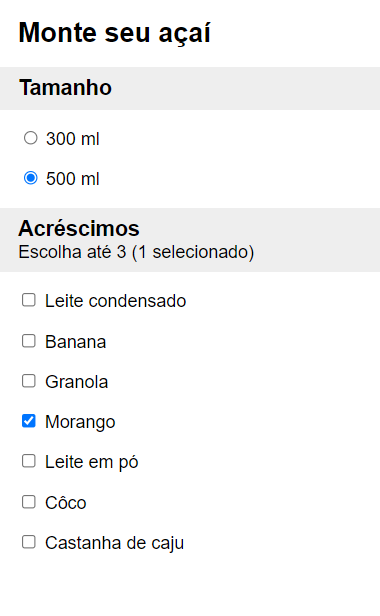 Monte seu açaí
Tamanho
300 ml
500 ml
Acréscimos
Escolha até 3 (1 selecionado)
Leite condensado
Banana
Granola
Morango
Leite em pó
Côco
Castanha de caju